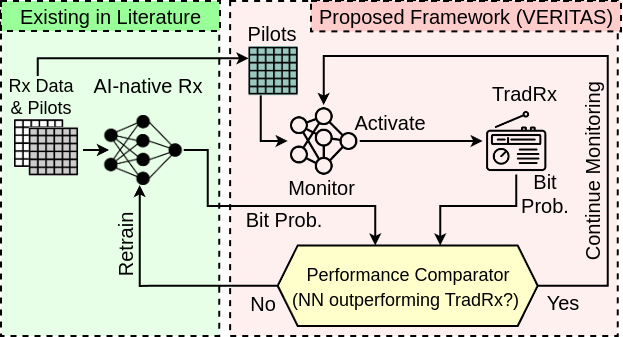 Existing in Literature
Proposed Framework (VERITAS)
Pilots
Rx Data
& Pilots
AI-native Rx
TradRx
Activate
Monitor
Continue Monitoring
Bit
Prob.
Bit Prob.
Retrain
Performance Comparator
(NN outperforming TradRx?)
No
Yes